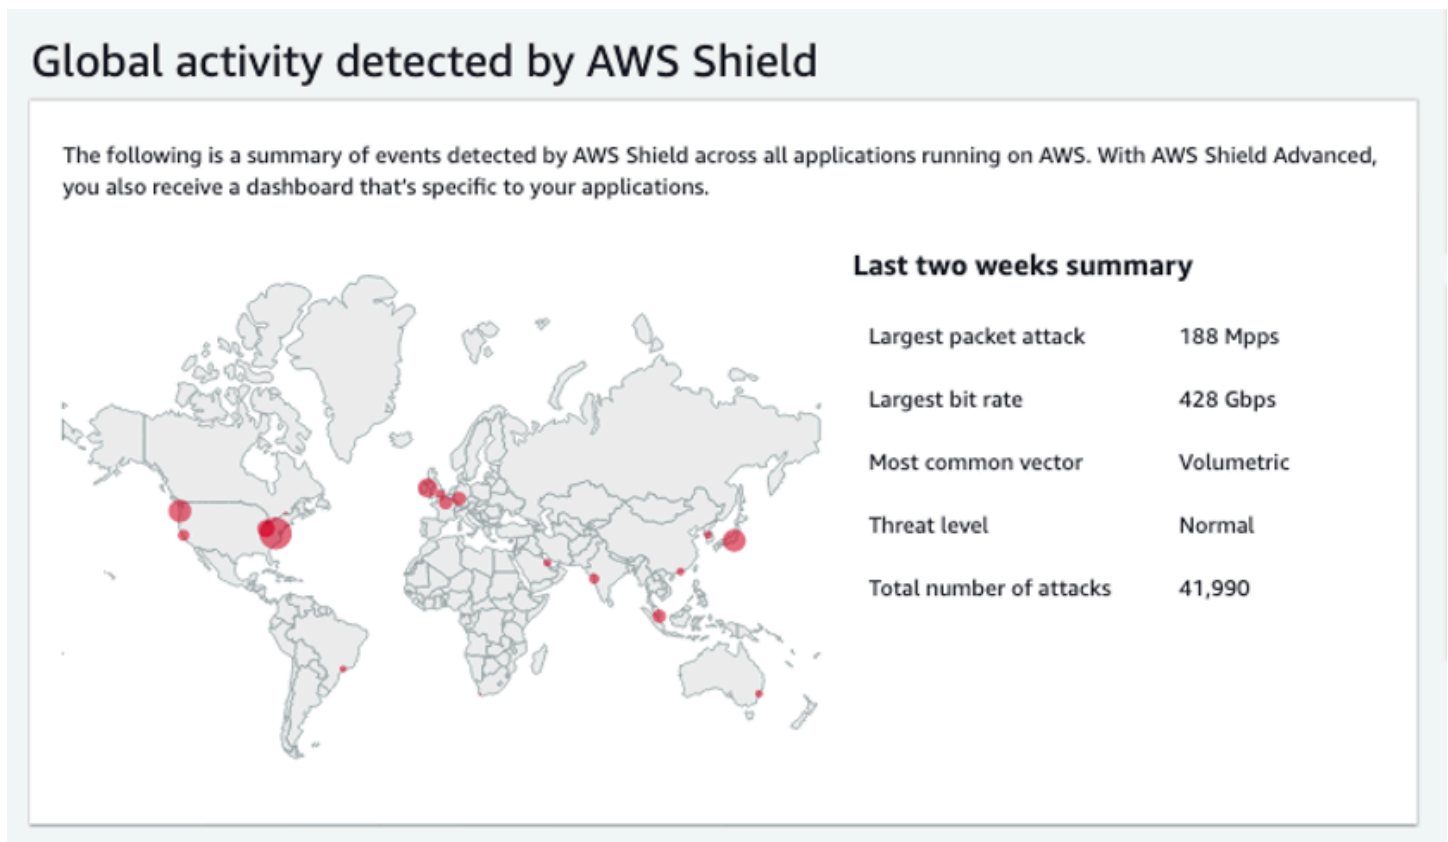 Global activity detected by AWS Shield
The following is a summary of events detected by AWS Shield across all applications running on AWS. With AWS Shield Advanced,
you also receive a dashboard that's specific to your applications.
Last two weeks summary
Largest packet attack 188 Mpps
Largest bit rate 428 Gbps
Most common vector Volumetric
Threat level Normal
Total number of attacks 41,990